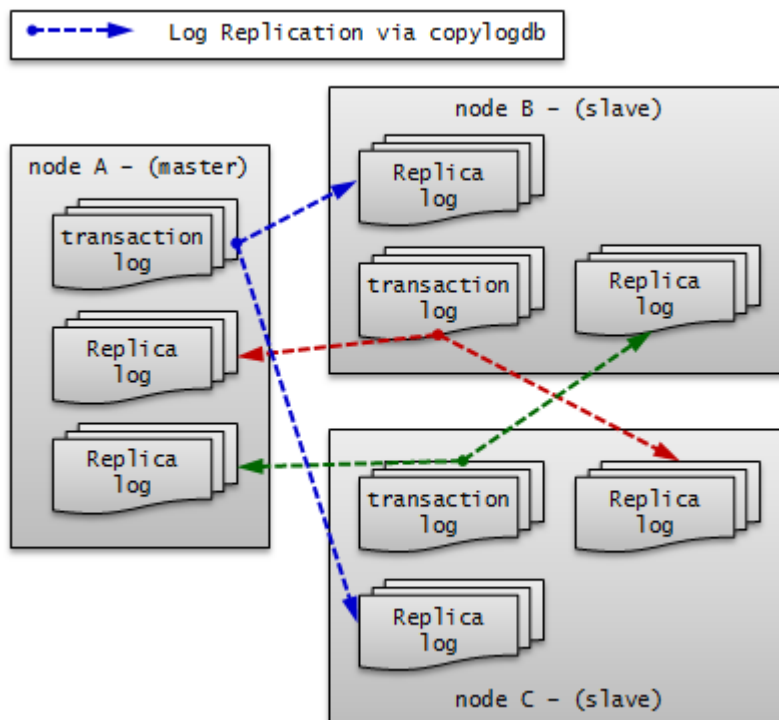 Log Replication via copylogdb
node A – (master)
transaction
log
Replica
log
Replica
log
node B – (slave)
Replica
log
transaction
log
Replica
log
transaction
log
Replica
log
Replica
log
node C – (slave)